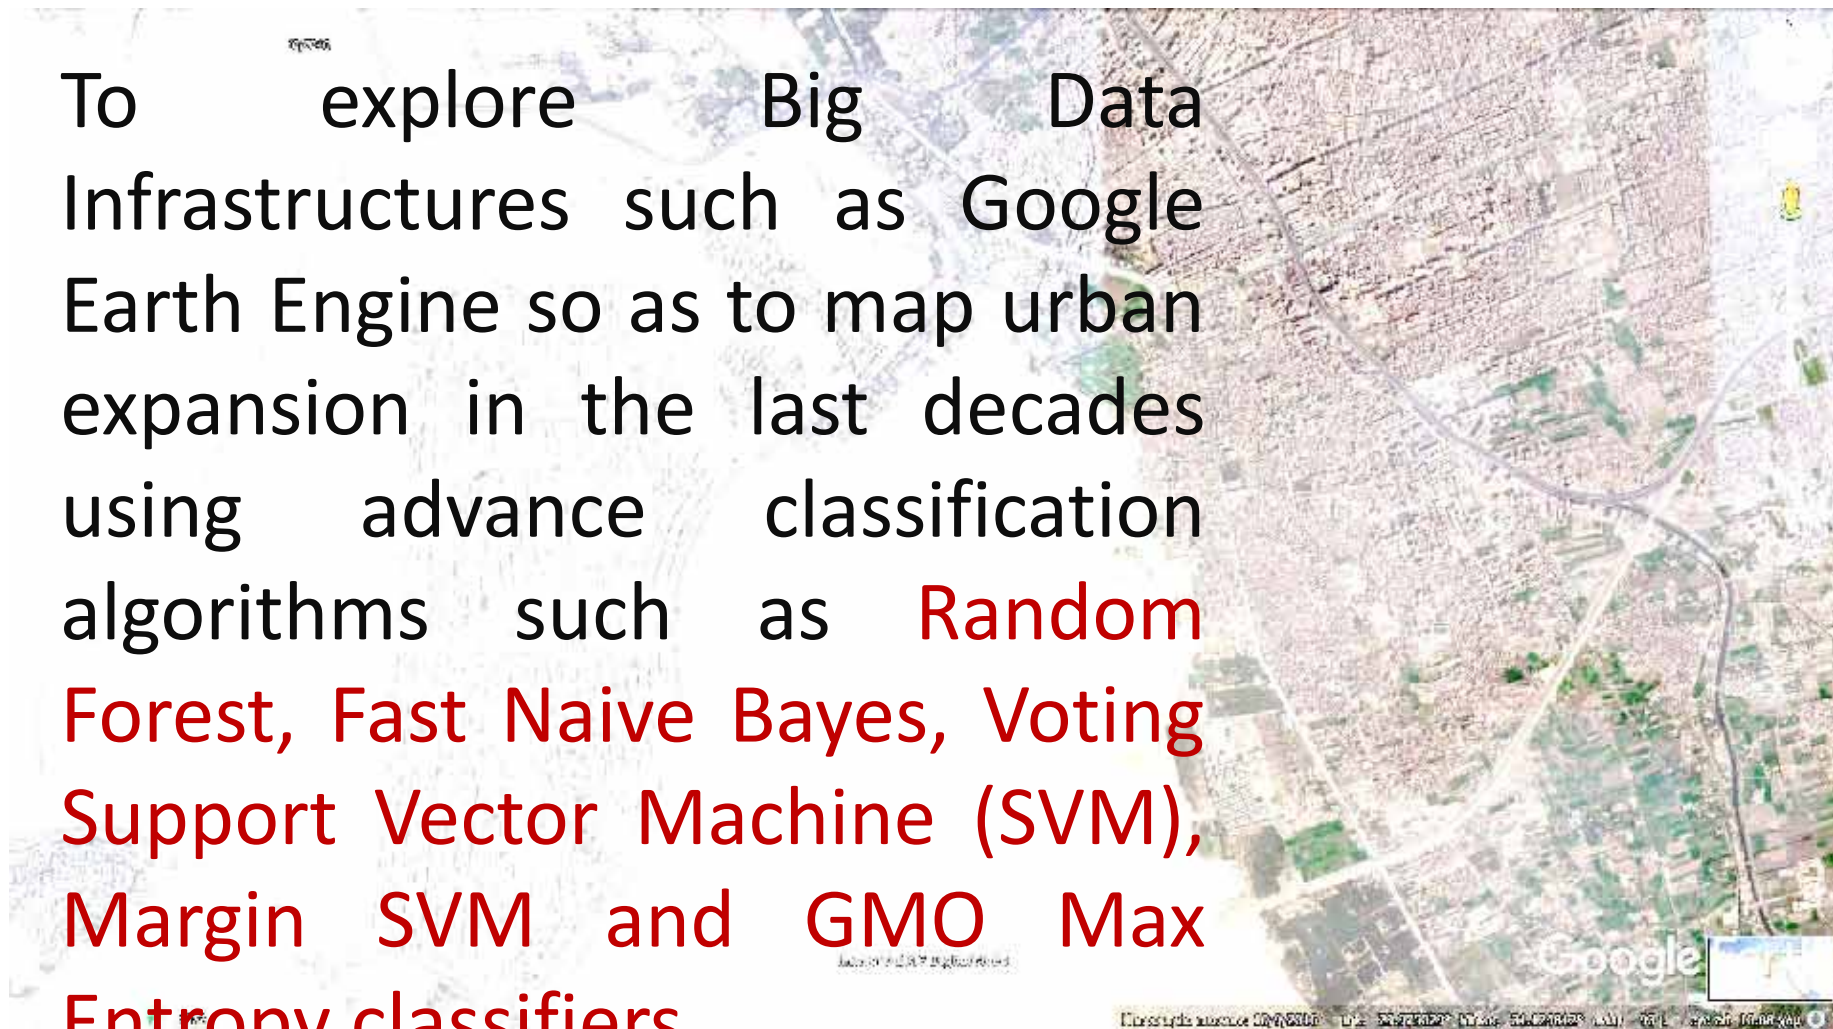 To explore Big Data
Infrastructures such as Google
Earth Engine so as to map urban
expansion in the last decades
using advance classification
algorithms such as Random
Forest, Fast Naive Bayes, Voting
Support Vector Machine (SVM),
Margin SVM and GMO Max
Entropy classifiers
Google